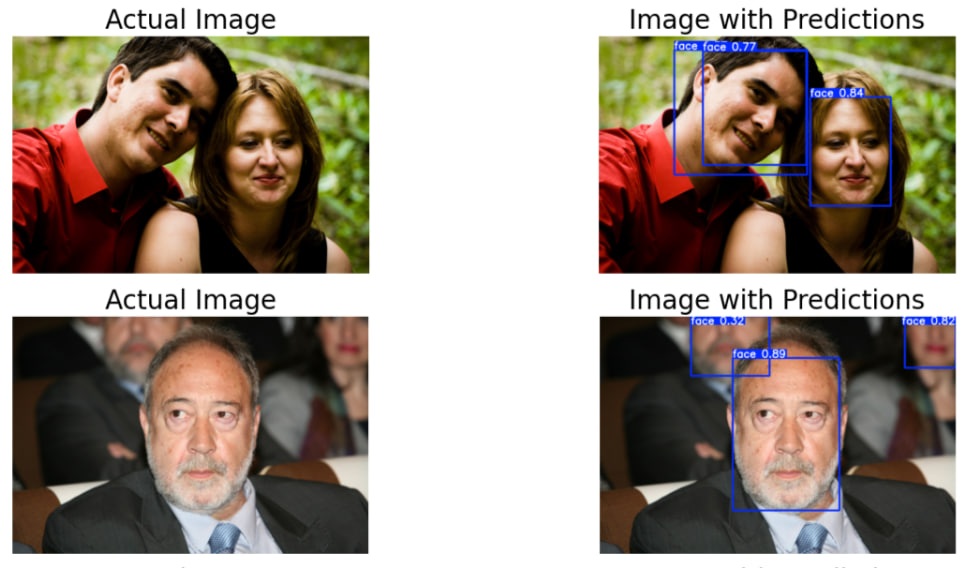 Actual Image
Image with Predictions
face
face 0.77
face 0.84
Actual Image
Image with Predictions
face 0.32
face 0.82
face 0.89